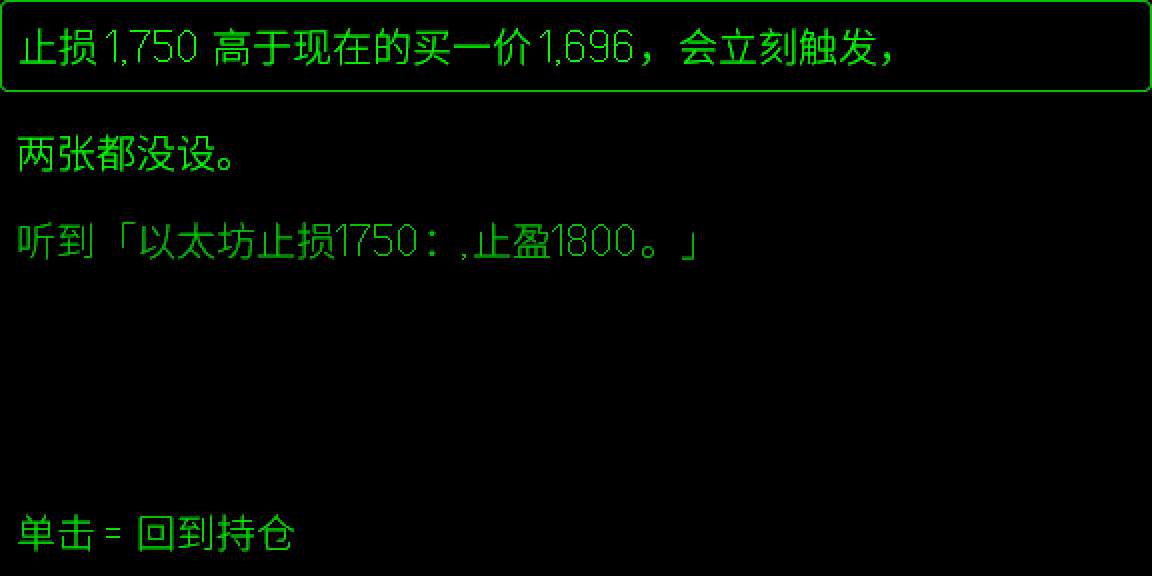 止损 1,750 高于现在的买一价 1,696，会立刻触发，
两张都没设。
听到「以太坊止损1750：,止盈1800。」
单击 = 回到持仓